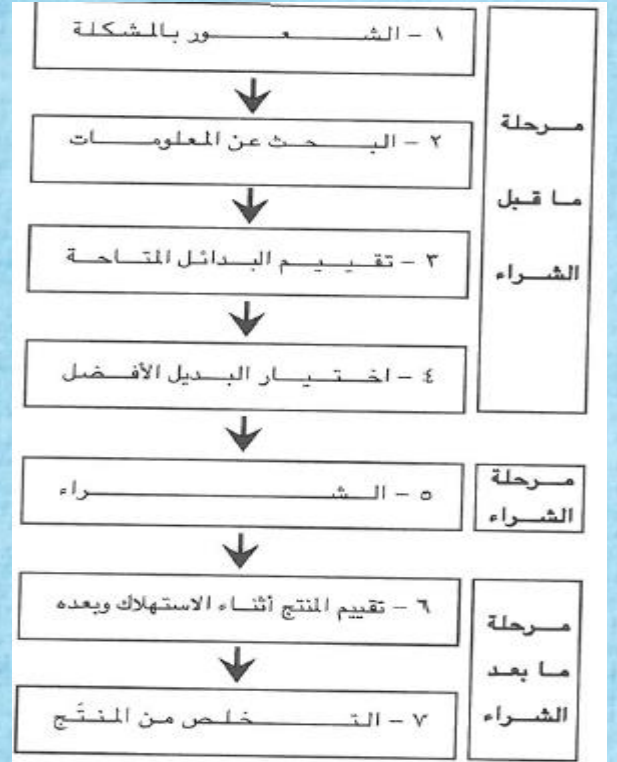 ١ - الشعور بالمشكلة
٢ - البحث عن المعلومات
٣ - تقييم البدائل المتاحة
٤ - اختيار البديل الأفضل
مرحلة
ما قبل
الشراء
٥ - الشراء
مرحلة
الشراء
٦ - تقييم المنتج أثناء الاستهلاك وبعده
٧ - التخلص من المنتَج
مرحلة
ما بعد
الشراء